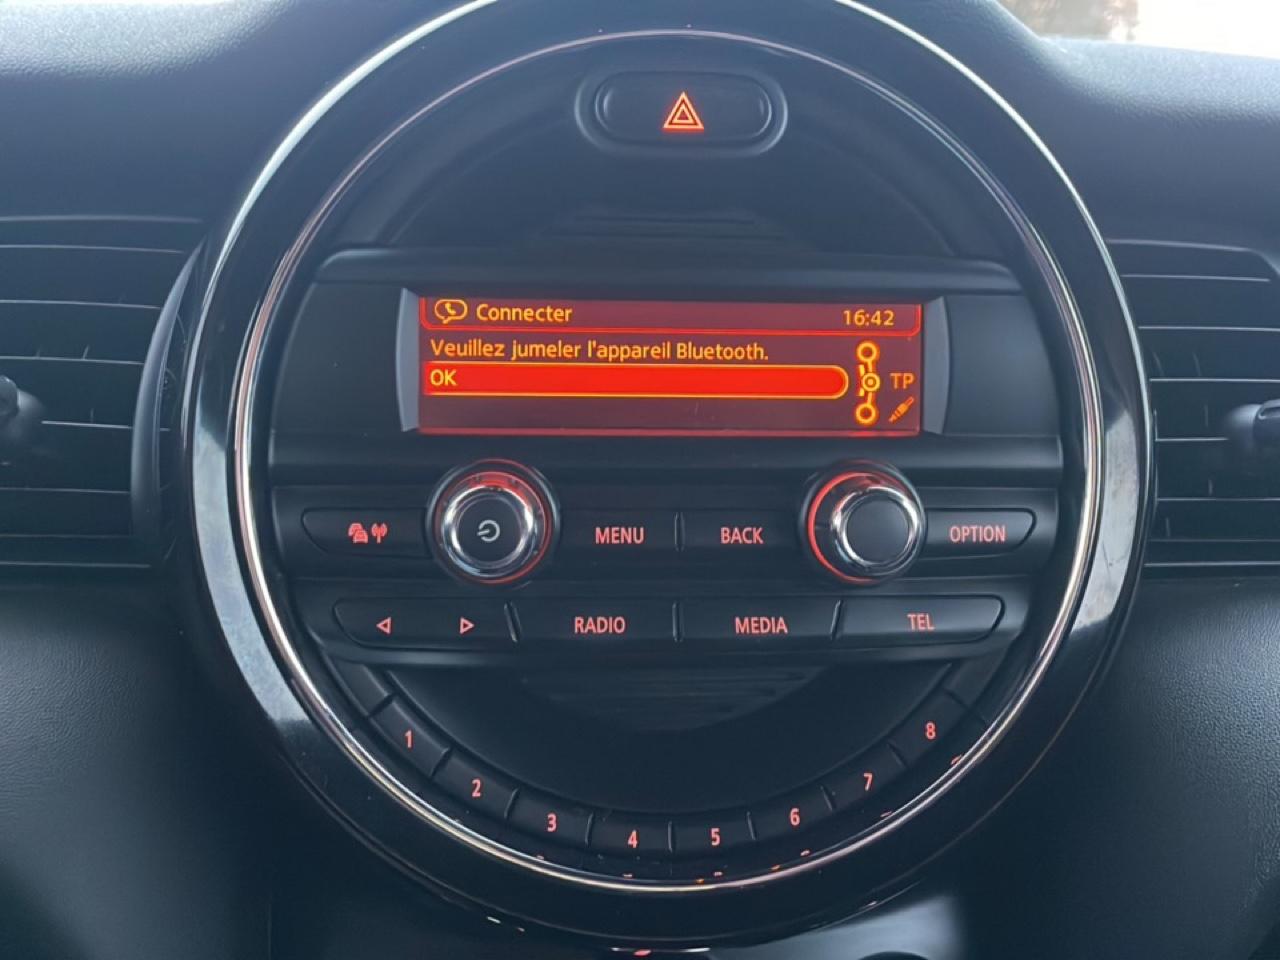 Connecter 16:42
Veuillez jumeler l'appareil Bluetooth.
OK TP
MENU BACK OPTION
RADIO MEDIA TEL
1 2 3 4 5 6 7 8